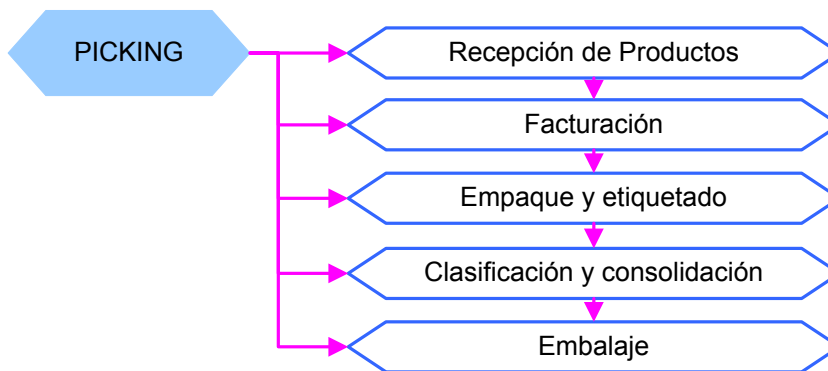 PICKING
Recepción de Productos
Facturación
Empaque y etiquetado
Clasificación y consolidación
Embalaje